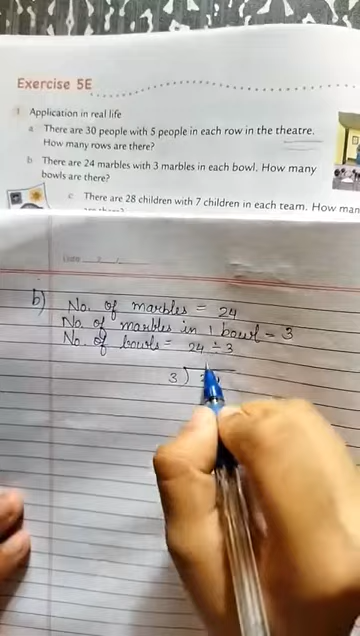 Exercise 5E
1 Application in real life
a There are 30 people with 5 people in each row in the theatre.
How many rows are there?
b There are 24 marbles with 3 marbles in each bowl. How many
bowls are there?
c There are 28 children with 7 children in each team. How man
Date
b) No. of marbles = 24
No. of marbles in 1 bowl = 3
No. of bowls = 24 ÷ 3
3)